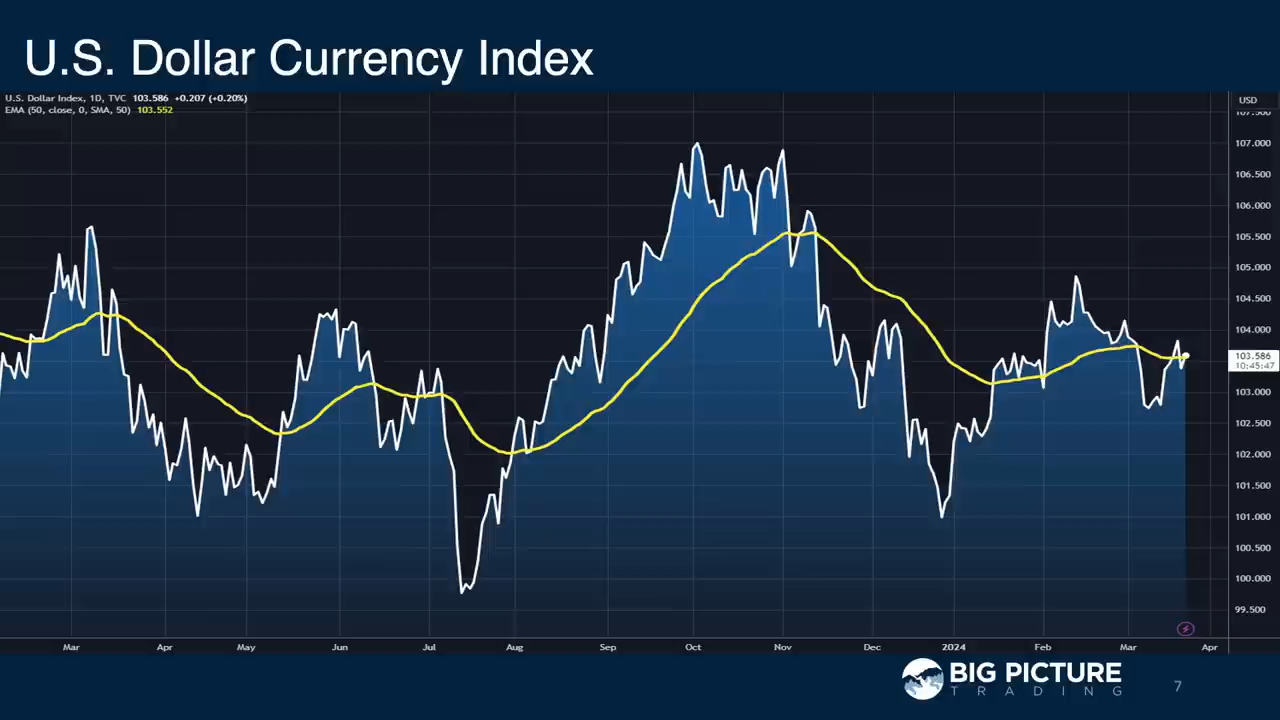 U.S. Dollar Currency Index
U.S. Dollar Index, 1D, TVC 103.586 +0.207 (+0.20%)
EMA (50, close, 0, SMA, 50) 103.552
USD
107.500
107.000
106.500
106.000
105.500
105.000
104.500
104.000
103.586
10:45:47
103.000
102.500
102.000
101.500
101.000
100.500
100.000
99.500
Mar Apr May Jun Jul Aug Sep Oct Nov Dec 2024 Feb Mar Apr
BIG PICTURE
TRADING
7